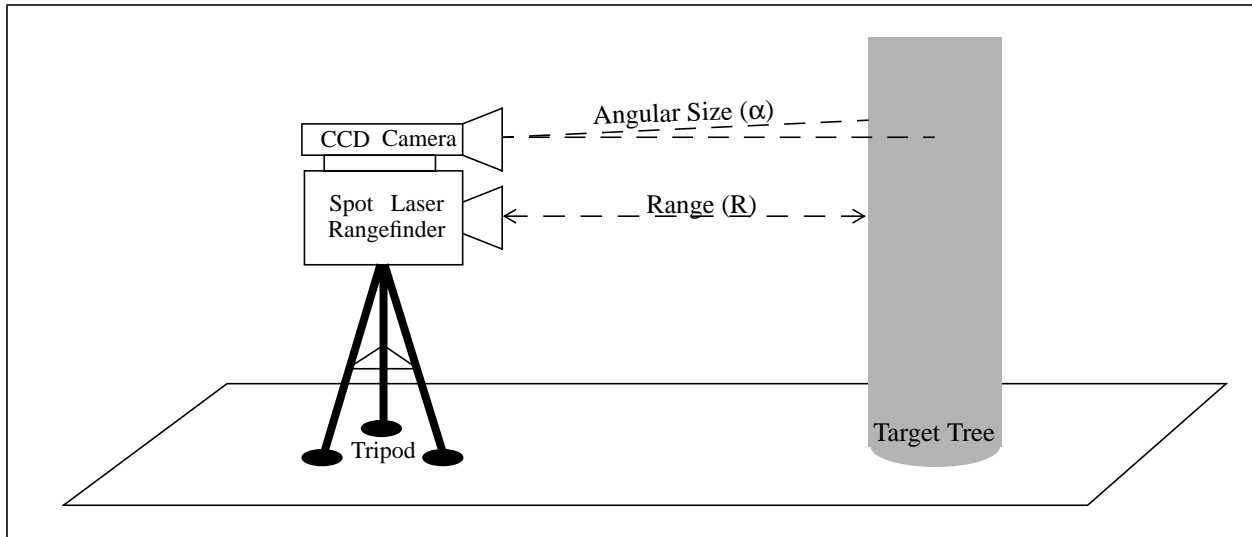 Angular Size (α)
CCD Camera
Spot Laser
Rangefinder
Range (R)
Target Tree
Tripod